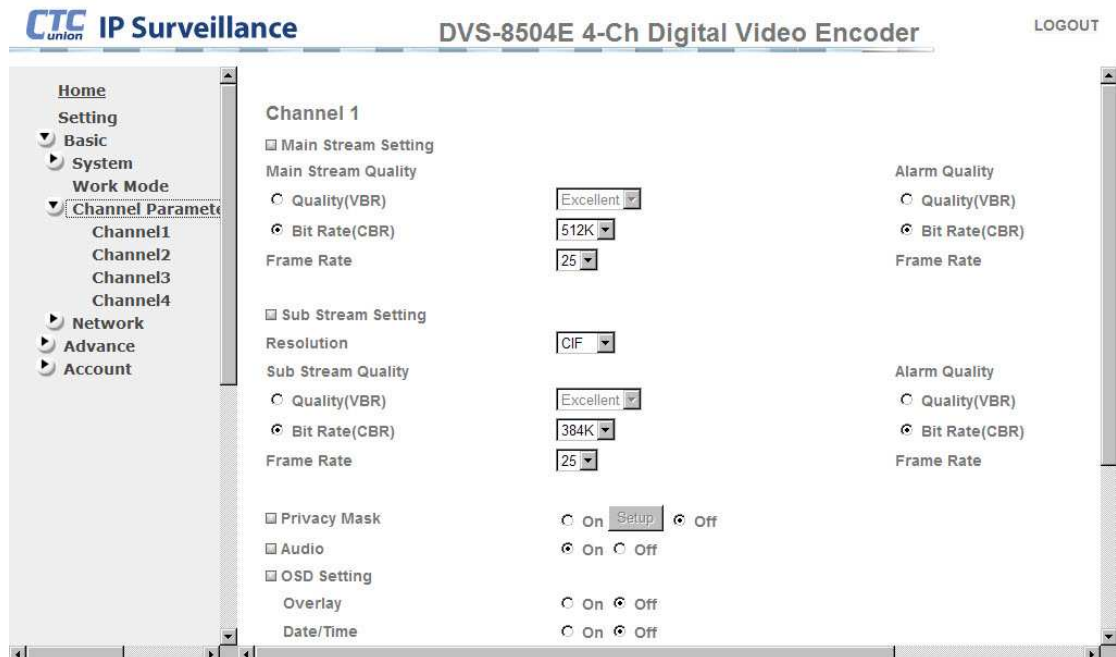 CTC union IP Surveillance
DVS-8504E 4-Ch Digital Video Encoder
LOGOUT
Home
Setting
Basic
System
Work Mode
Channel Paramete
Channel1
Channel2
Channel3
Channel4
Network
Advance
Account
Channel 1
Main Stream Setting
Main Stream Quality Alarm Quality
Quality(VBR) Excellent Quality(VBR)
Bit Rate(CBR) 512K Bit Rate(CBR)
Frame Rate 25 Frame Rate
Sub Stream Setting
Resolution CIF
Sub Stream Quality Alarm Quality
Quality(VBR) Excellent Quality(VBR)
Bit Rate(CBR) 384K Bit Rate(CBR)
Frame Rate 25 Frame Rate
Privacy Mask On Setup Off
Audio On Off
OSD Setting
Overlay On Off
Date/Time On Off